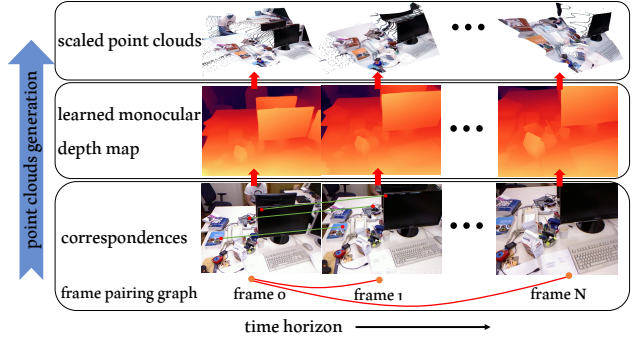 scaled point clouds
learned monocular
depth map
point clouds generation
correspondences
frame pairing graph
frame 0
frame 1
frame N
time horizon